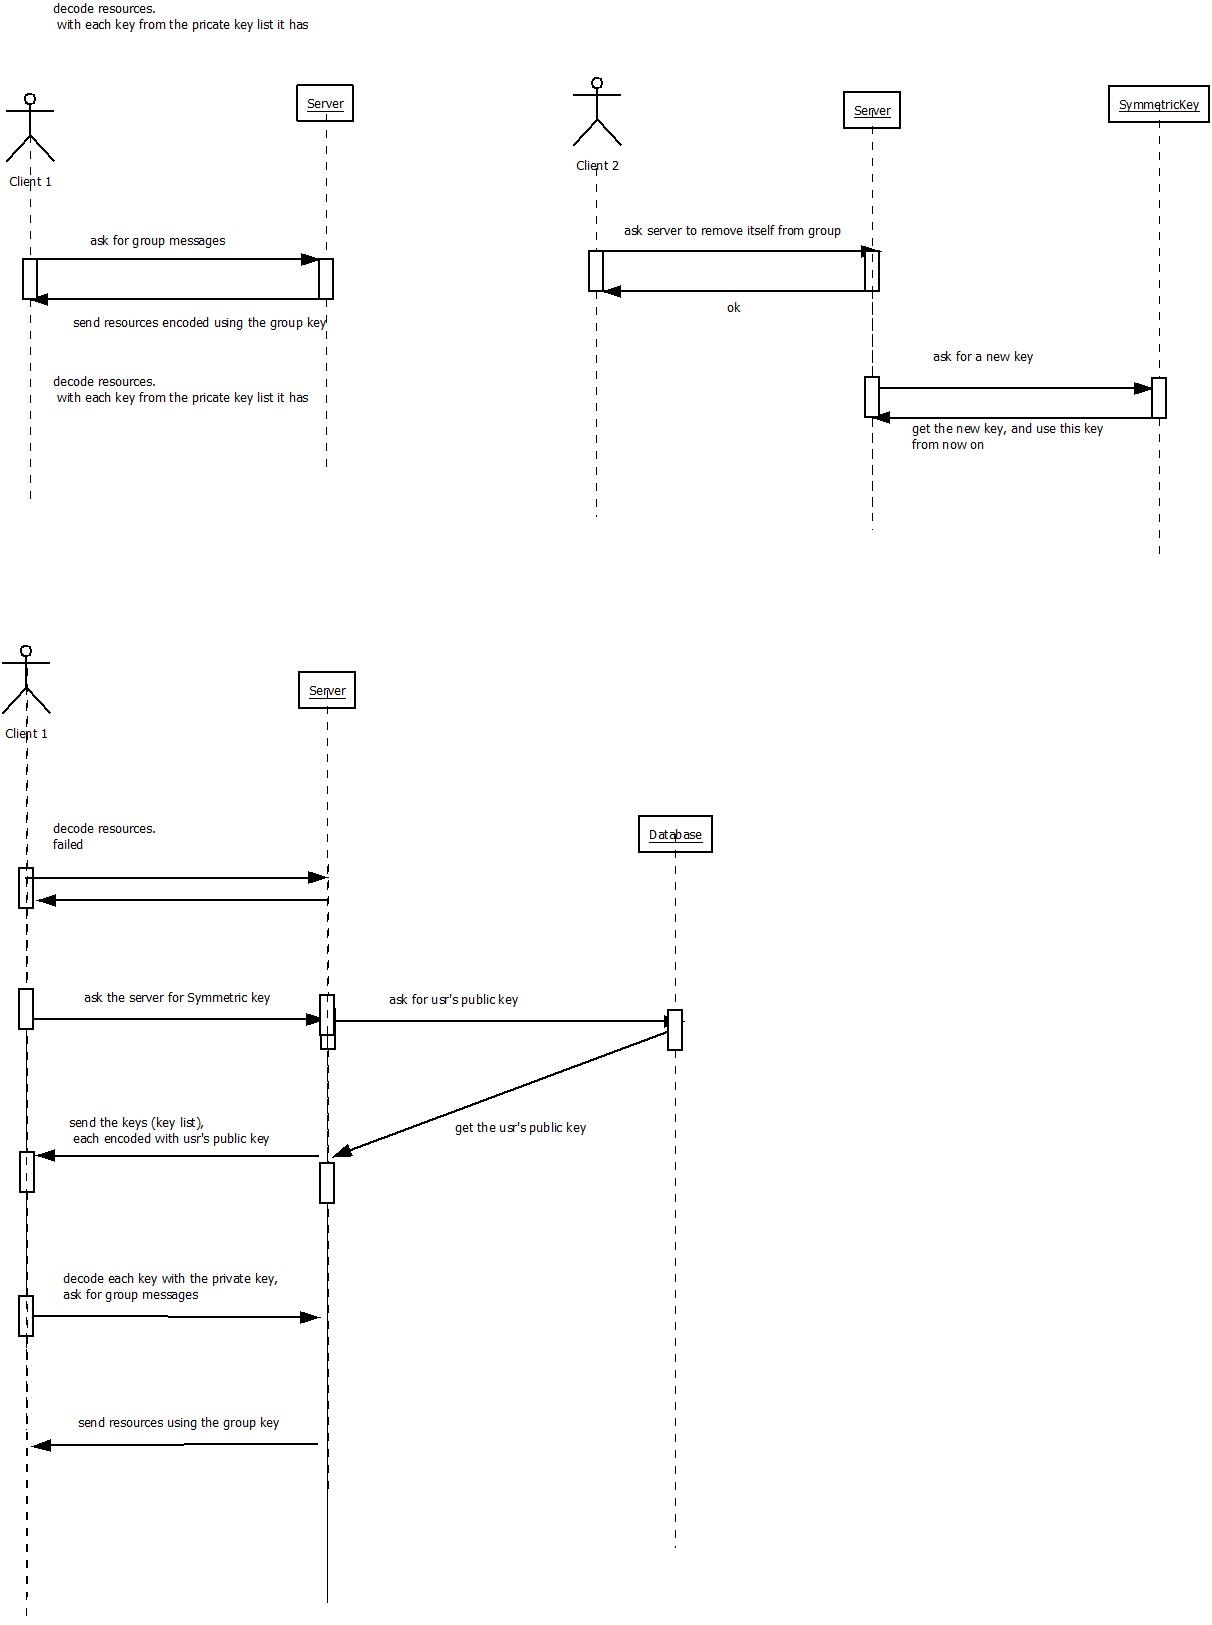 decode resources.
with each key from the pricate key list it has
Server
Client 1
ask for group messages
send resources encoded using the group key
decode resources.
with each key from the pricate key list it has
Client 2
Server
SymmetricKey
ask server to remove itself from group
ok
ask for a new key
get the new key, and use this key
from now on
Client 1
Server
Database
decode resources.
failed
ask the server for Symmetric key
ask for usr's public key
send the keys (key list),
each encoded with usr's public key
get the usr's public key
decode each key with the private key,
ask for group messages
send resources using the group key